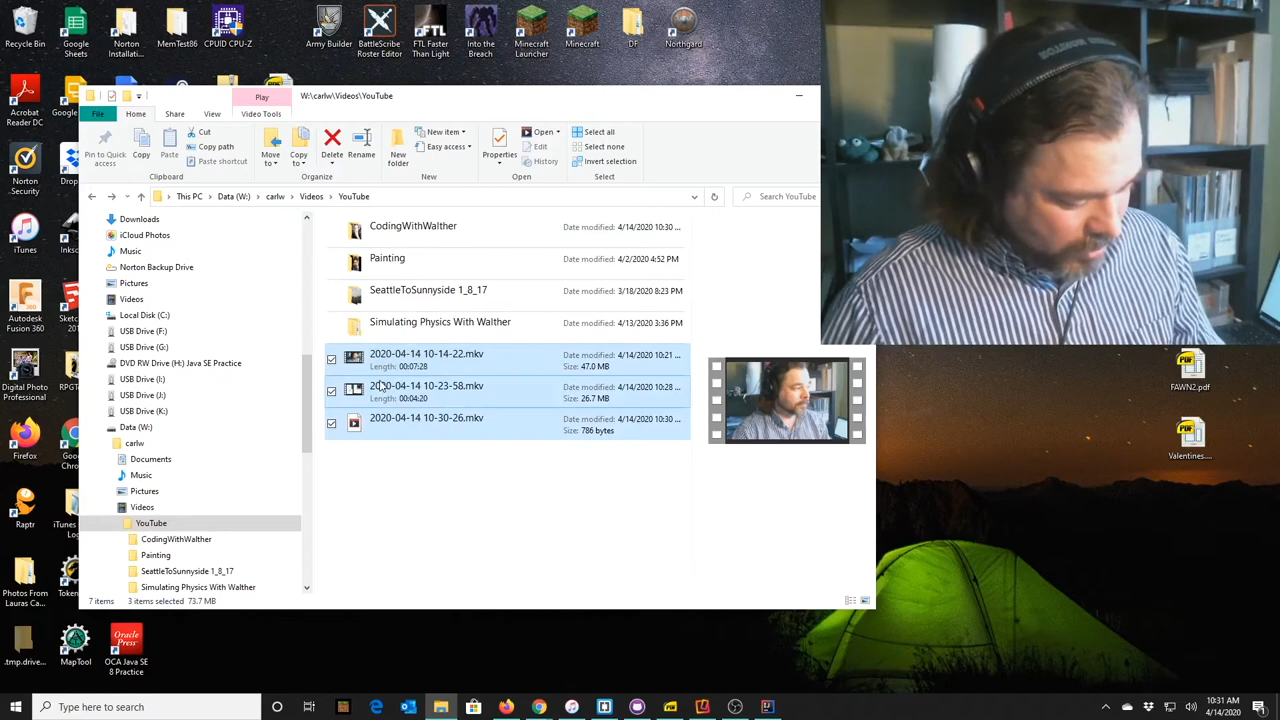 Recycle Bin
Google Sheets
Norton Installati...
MemTest86
CPUID CPU-Z
Army Builder
BattleScribe Roster Editor
FTL Faster Than Light
Into the Breach
Minecraft Launcher
Minecraft
DF
Northgard
Acrobat Reader DC
Norton Security
iTunes
Autodesk Fusion 360
Digital Photo Professional
Firefox
Raptr
Photos From Lauras Ca...
.tmp.drive...
MapTool
OCA Java SE 8 Practice
FAWN2.pdf
Valentines....
Play
W:\carlw\Videos\YouTube
File
Home
Share
View
Video Tools
Pin to Quick access
Copy
Paste
Cut
Copy path
Paste shortcut
Clipboard
Move to
Copy to
Delete
Rename
Organize
New folder
New item
Easy access
New
Properties
Open
Edit
History
Open
Select all
Select none
Invert selection
Select
This PC > Data (W:) > carlw > Videos > YouTube
Search YouTube
Downloads
iCloud Photos
Music
Norton Backup Drive
Pictures
Videos
Local Disk (C:)
USB Drive (F:)
USB Drive (G:)
DVD RW Drive (H:) Java SE Practice
USB Drive (I:)
USB Drive (J:)
USB Drive (K:)
Data (W:)
carlw
Documents
Music
Pictures
Videos
YouTube
CodingWithWalther
Painting
SeattleToSunnyside 1_8_17
Simulating Physics With Walther
CodingWithWalther
Date modified: 4/14/2020 10:30 ...
Painting
Date modified: 4/2/2020 4:52 PM
SeattleToSunnyside 1_8_17
Date modified: 3/18/2020 8:23 PM
Simulating Physics With Walther
Date modified: 4/13/2020 3:36 PM
2020-04-14 10-14-22.mkv
Date modified: 4/14/2020 10:21 ...
Length: 00:07:28
Size: 47.0 MB
2020-04-14 10-23-58.mkv
Date modified: 4/14/2020 10:28 ...
Length: 00:04:20
Size: 26.7 MB
2020-04-14 10-30-26.mkv
Date modified: 4/14/2020 10:30 ...
Size: 786 bytes
7 items
3 items selected 73.7 MB
Type here to search
10:31 AM
4/14/2020